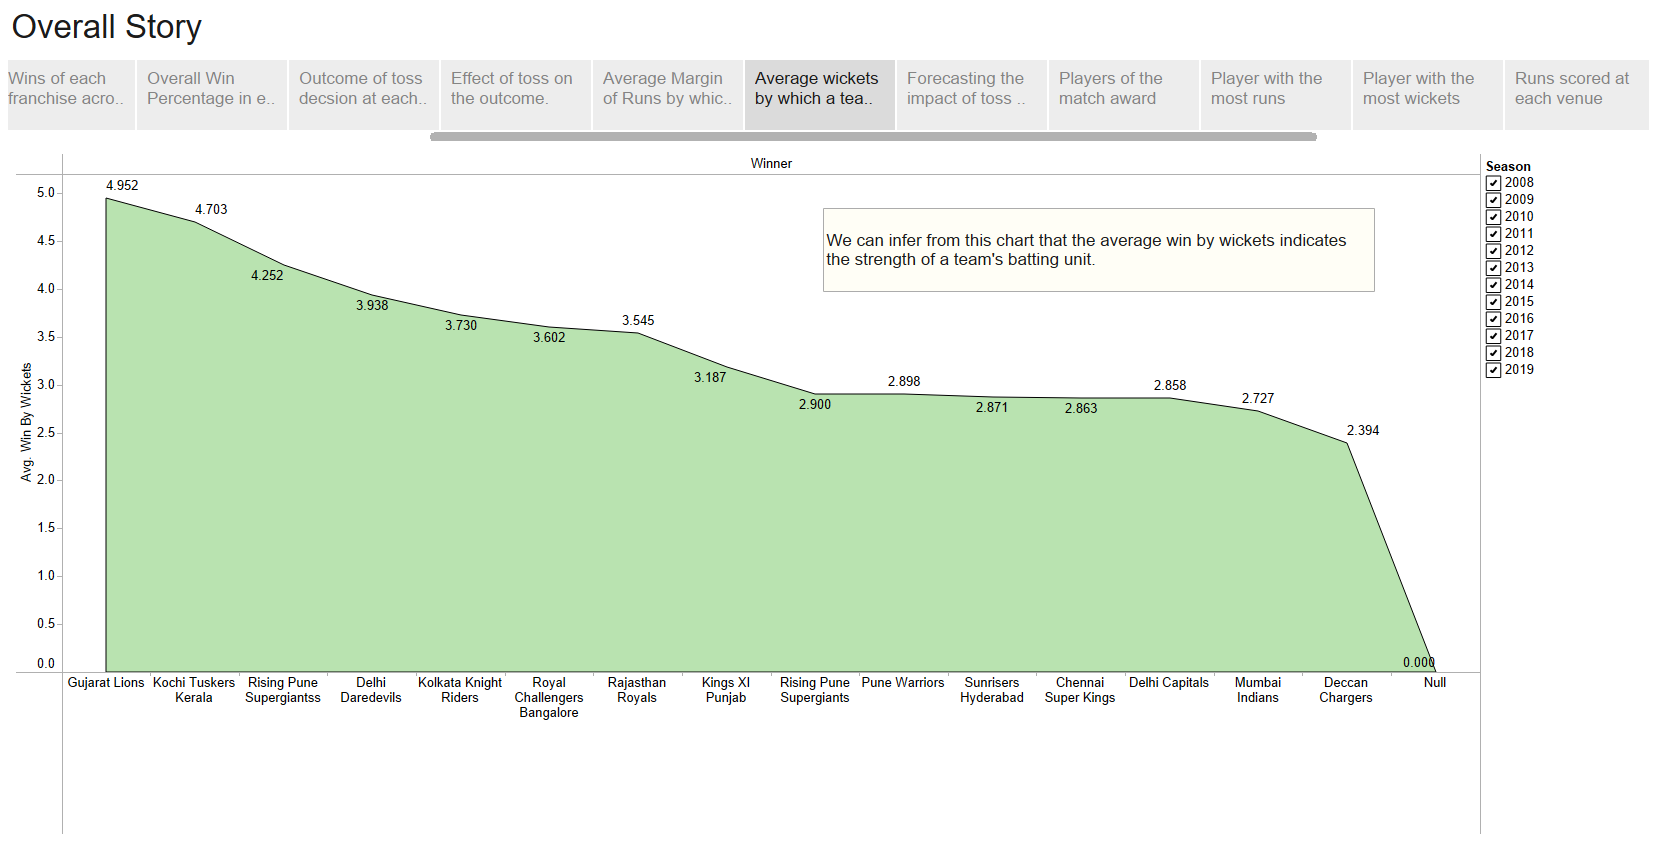 Overall Story
Wins of each
franchise acro..
Overall Win
Percentage in e..
Outcome of toss
decsion at each..
Effect of toss on
the outcome.
Average Margin
of Runs by whic..
Average wickets
by which a tea..
Forecasting the
impact of toss ..
Players of the
match award
Player with the
most runs
Player with the
most wickets
Runs scored at
each venue
Winner
Avg. Win By Wickets
5.0
4.5
4.0
3.5
3.0
2.5
2.0
1.5
1.0
0.5
0.0
4.952
4.703
4.252
3.938
3.730
3.602
3.545
3.187
2.900
2.898
2.871
2.863
2.858
2.727
2.394
0.000
We can infer from this chart that the average win by wickets indicates
the strength of a team's batting unit.
Gujarat Lions
Kochi Tuskers
Kerala
Rising Pune
Supergiantss
Delhi
Daredevils
Kolkata Knight
Riders
Royal
Challengers
Bangalore
Rajasthan
Royals
Kings XI
Punjab
Rising Pune
Supergiants
Pune Warriors
Sunrisers
Hyderabad
Chennai
Super Kings
Delhi Capitals
Mumbai
Indians
Deccan
Chargers
Null
Season
2008
2009
2010
2011
2012
2013
2014
2015
2016
2017
2018
2019